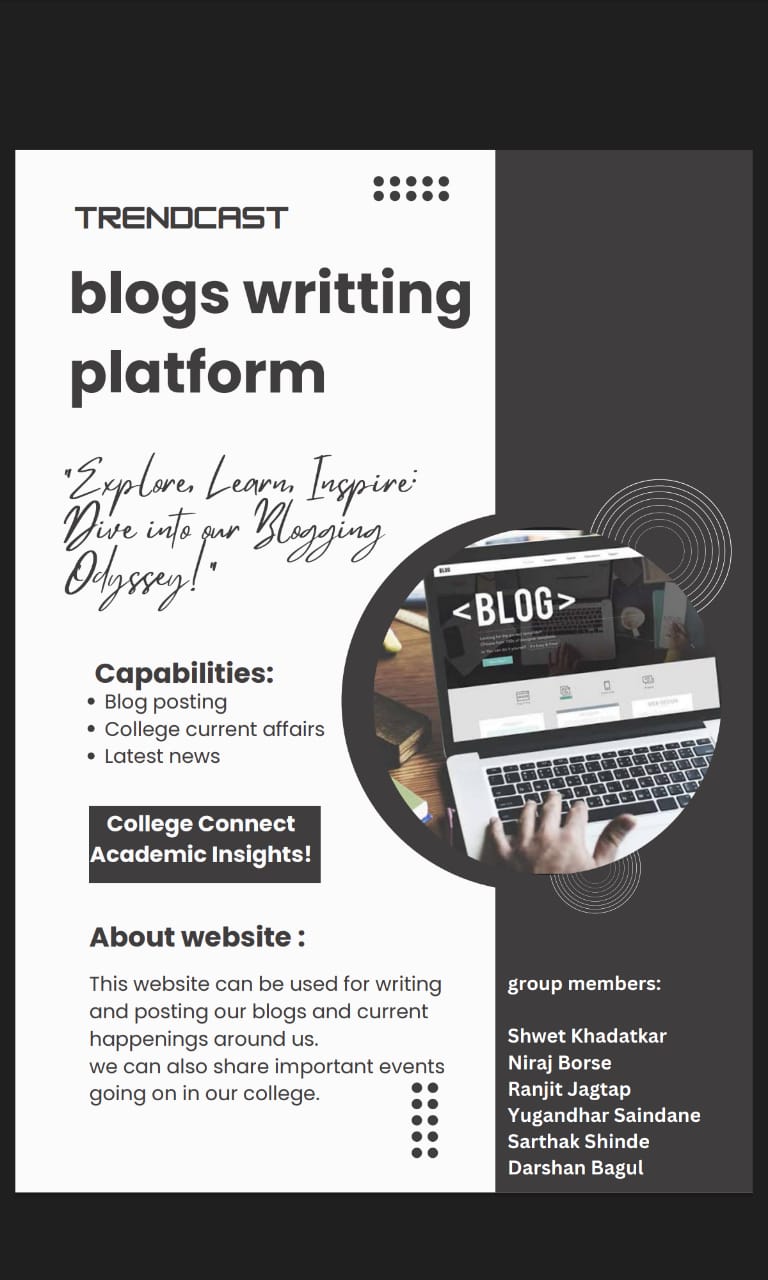 TRENDCAST
blogs writting
platform
"Explore, Learn, Inspire:
Dive into our Blogging
Odyssey!"
BLOG
<BLOG>
Capabilities:
• Blog posting
• College current affairs
• Latest news
College Connect
Academic Insights!
About website :
This website can be used for writing
and posting our blogs and current
happenings around us.
we can also share important events
going on in our college.
group members:
Shwet Khadatkar
Niraj Borse
Ranjit Jagtap
Yugandhar Saindane
Sarthak Shinde
Darshan Bagul